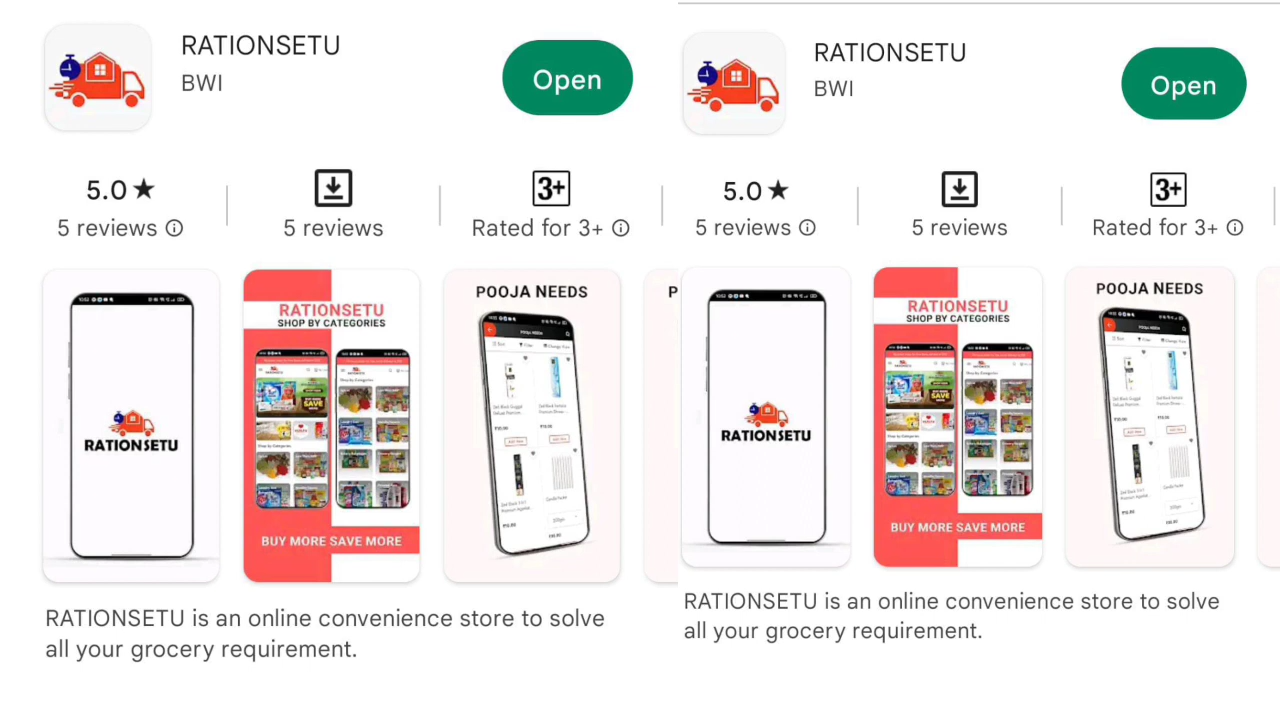 RATIONSETU
BWI
Open
5.0 ★
5 reviews
5 reviews
3+
Rated for 3+
RATIONSETU
RATIONSETU
SHOP BY CATEGORIES
BUY MORE SAVE MORE
POOJA NEEDS
P
RATIONSETU is an online convenience store to solve
all your grocery requirement.
RATIONSETU
BWI
Open
5.0 ★
5 reviews
5 reviews
3+
Rated for 3+
RATIONSETU
RATIONSETU
SHOP BY CATEGORIES
BUY MORE SAVE MORE
POOJA NEEDS
RATIONSETU is an online convenience store to solve
all your grocery requirement.